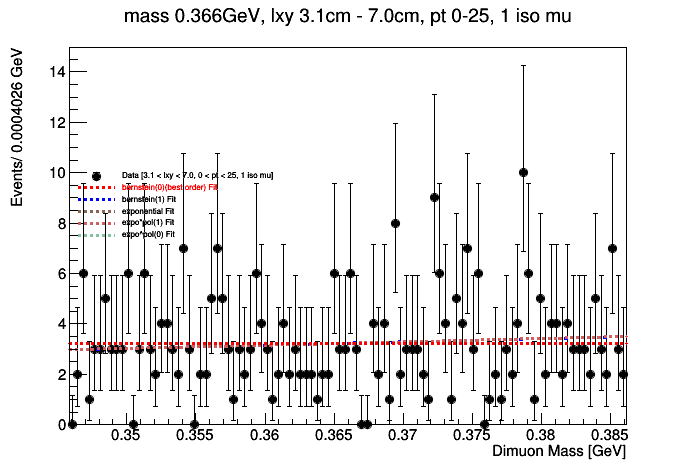 mass 0.366GeV, lxy 3.1cm - 7.0cm, pt 0-25, 1 iso mu
Events/ 0.0004026 GeV
14
12
10
8
6
4
2
0
Data [3.1 < lxy < 7.0, 0 < pt < 25, 1 iso mu]
bernstein(0)(best order) Fit
bernstein(1) Fit
exponential Fit
expo*pol(1) Fit
expo*pol(0) Fit
0.35 0.355 0.36 0.365 0.37 0.375 0.38 0.385
Dimuon Mass [GeV]